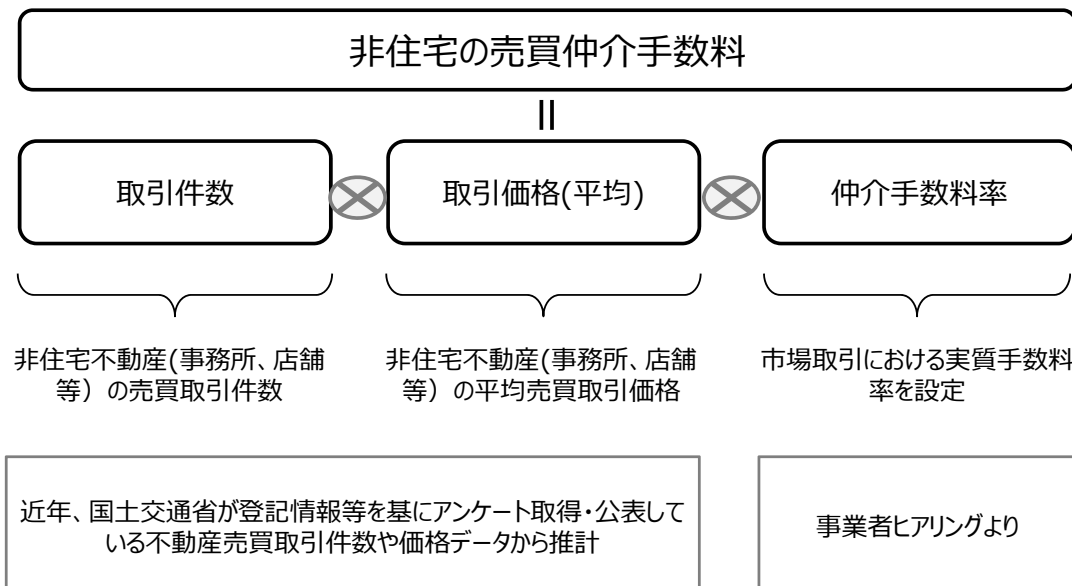 非住宅の売買仲介手数料
=
取引件数
取引価格(平均)
仲介手数料率
非住宅不動産(事務所、店舗
等）の売買取引件数
非住宅不動産(事務所、店舗
等）の平均売買取引価格
市場取引における実質手数料
率を設定
近年、国土交通省が登記情報等を基にアンケート取得・公表して
いる不動産売買取引件数や価格データから推計
事業者ヒアリングより